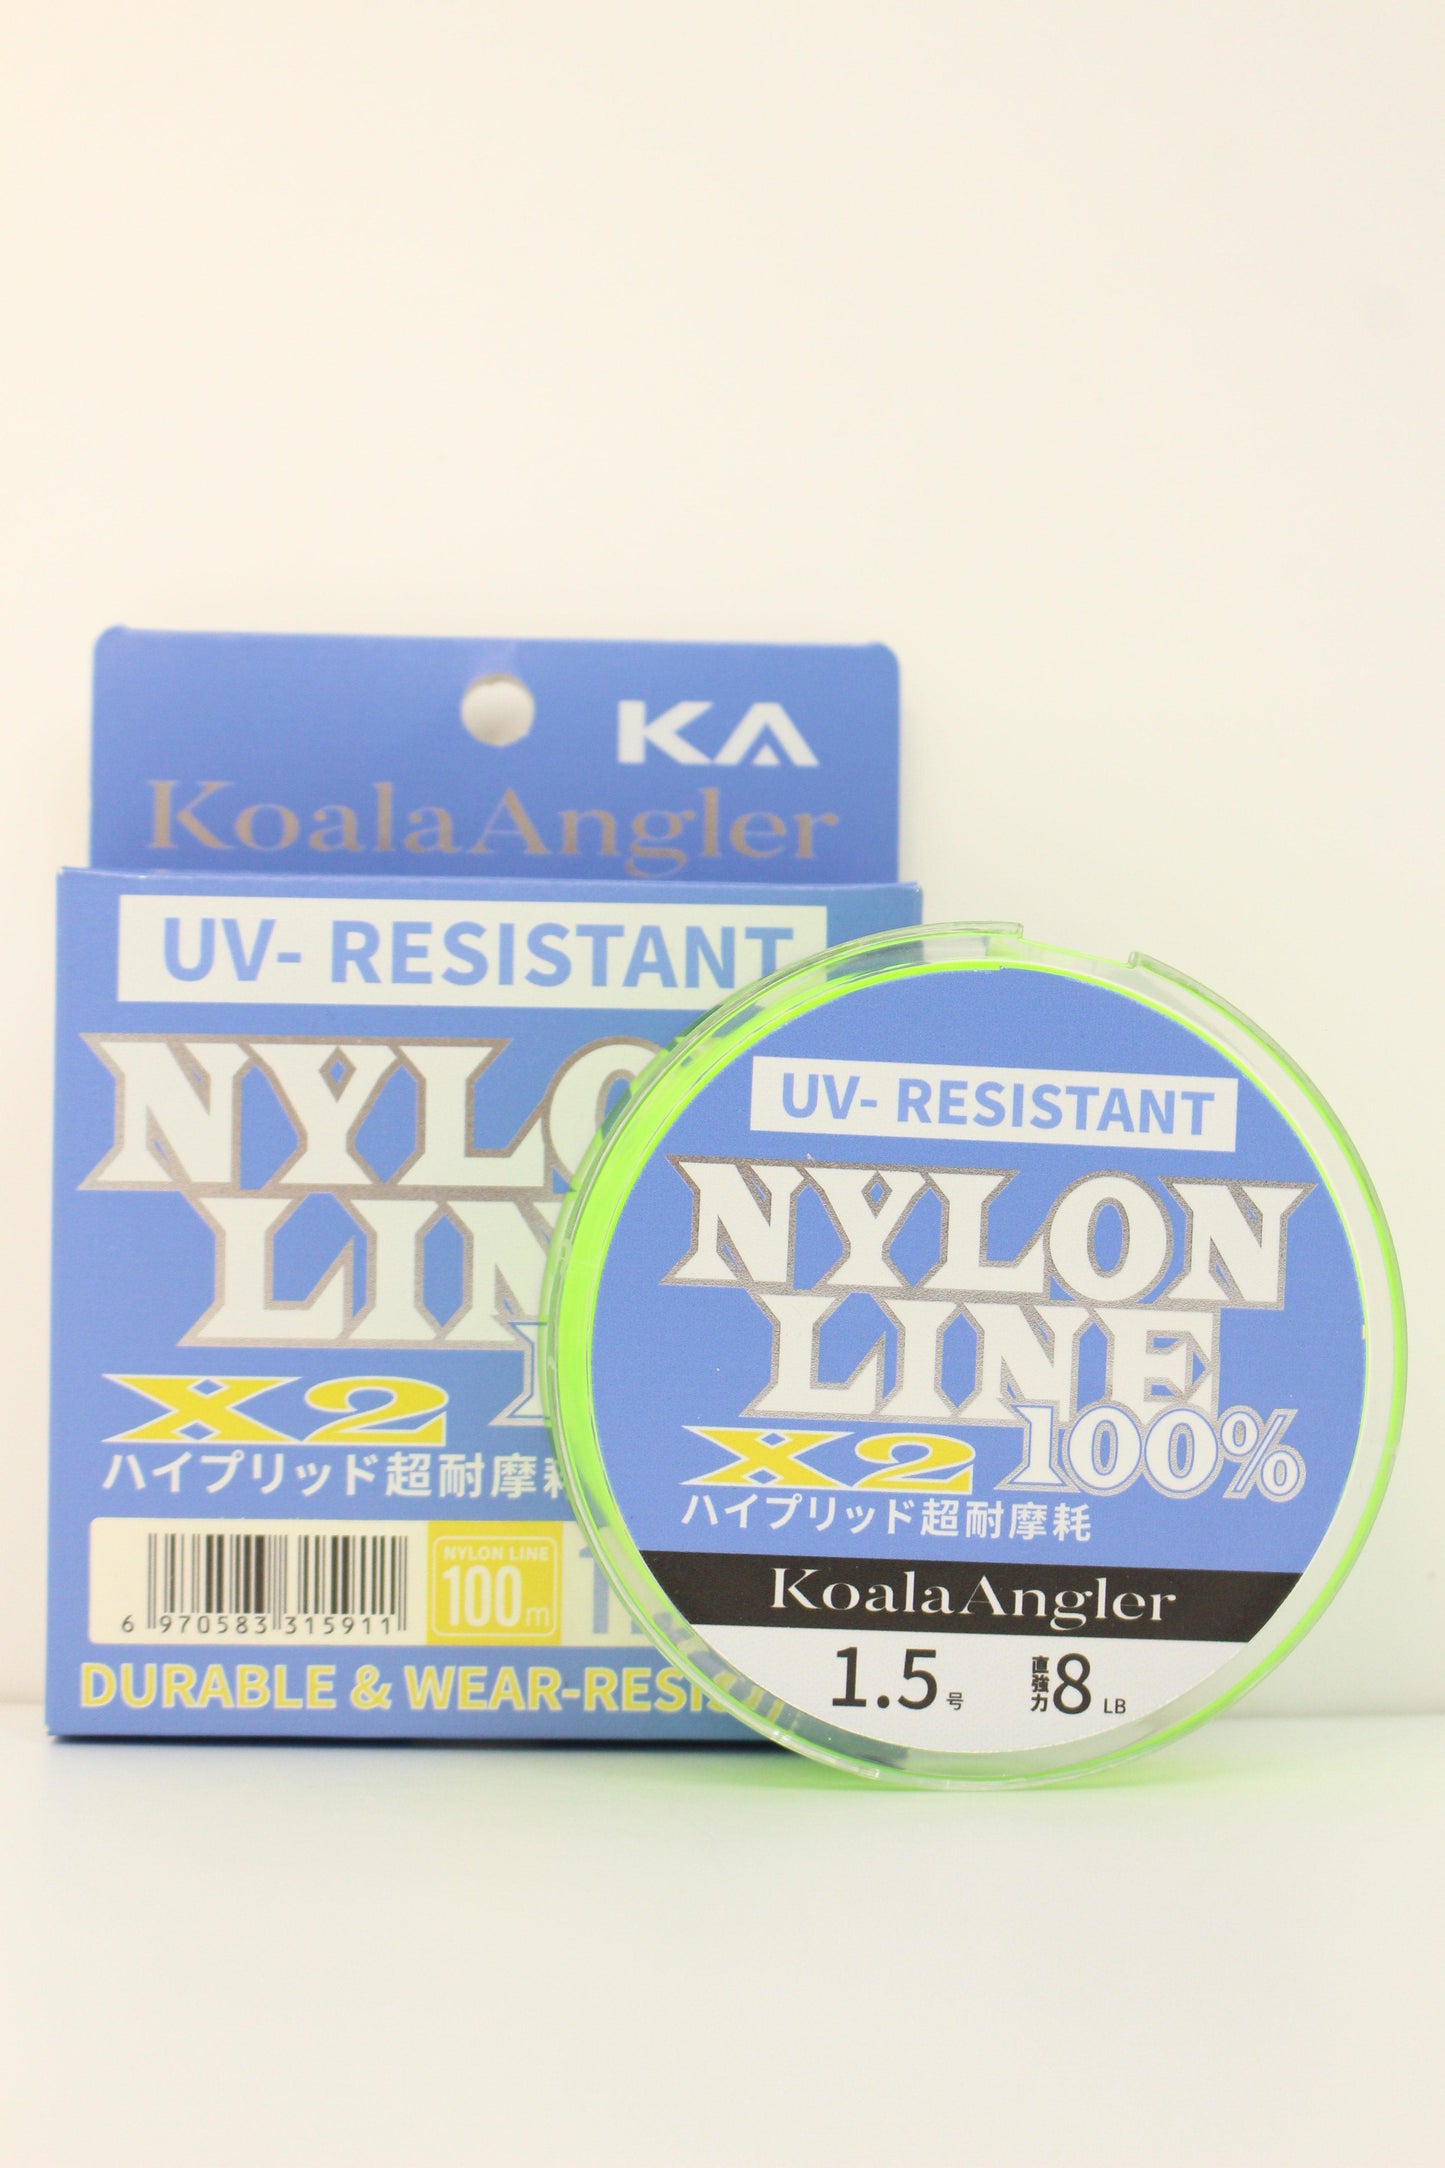 KA
KoalaAngler
UV- RESISTANT
NYLO
LIN
X2
ハイプリッド超耐摩耗
6 970583 315911
NYLON LINE
100m
DURABLE & WEAR-RESIS
UV- RESISTANT
NYLON
LINE
100%
X2
ハイプリッド超耐摩耗
KoalaAngler
1.5号
直強力 8 LB